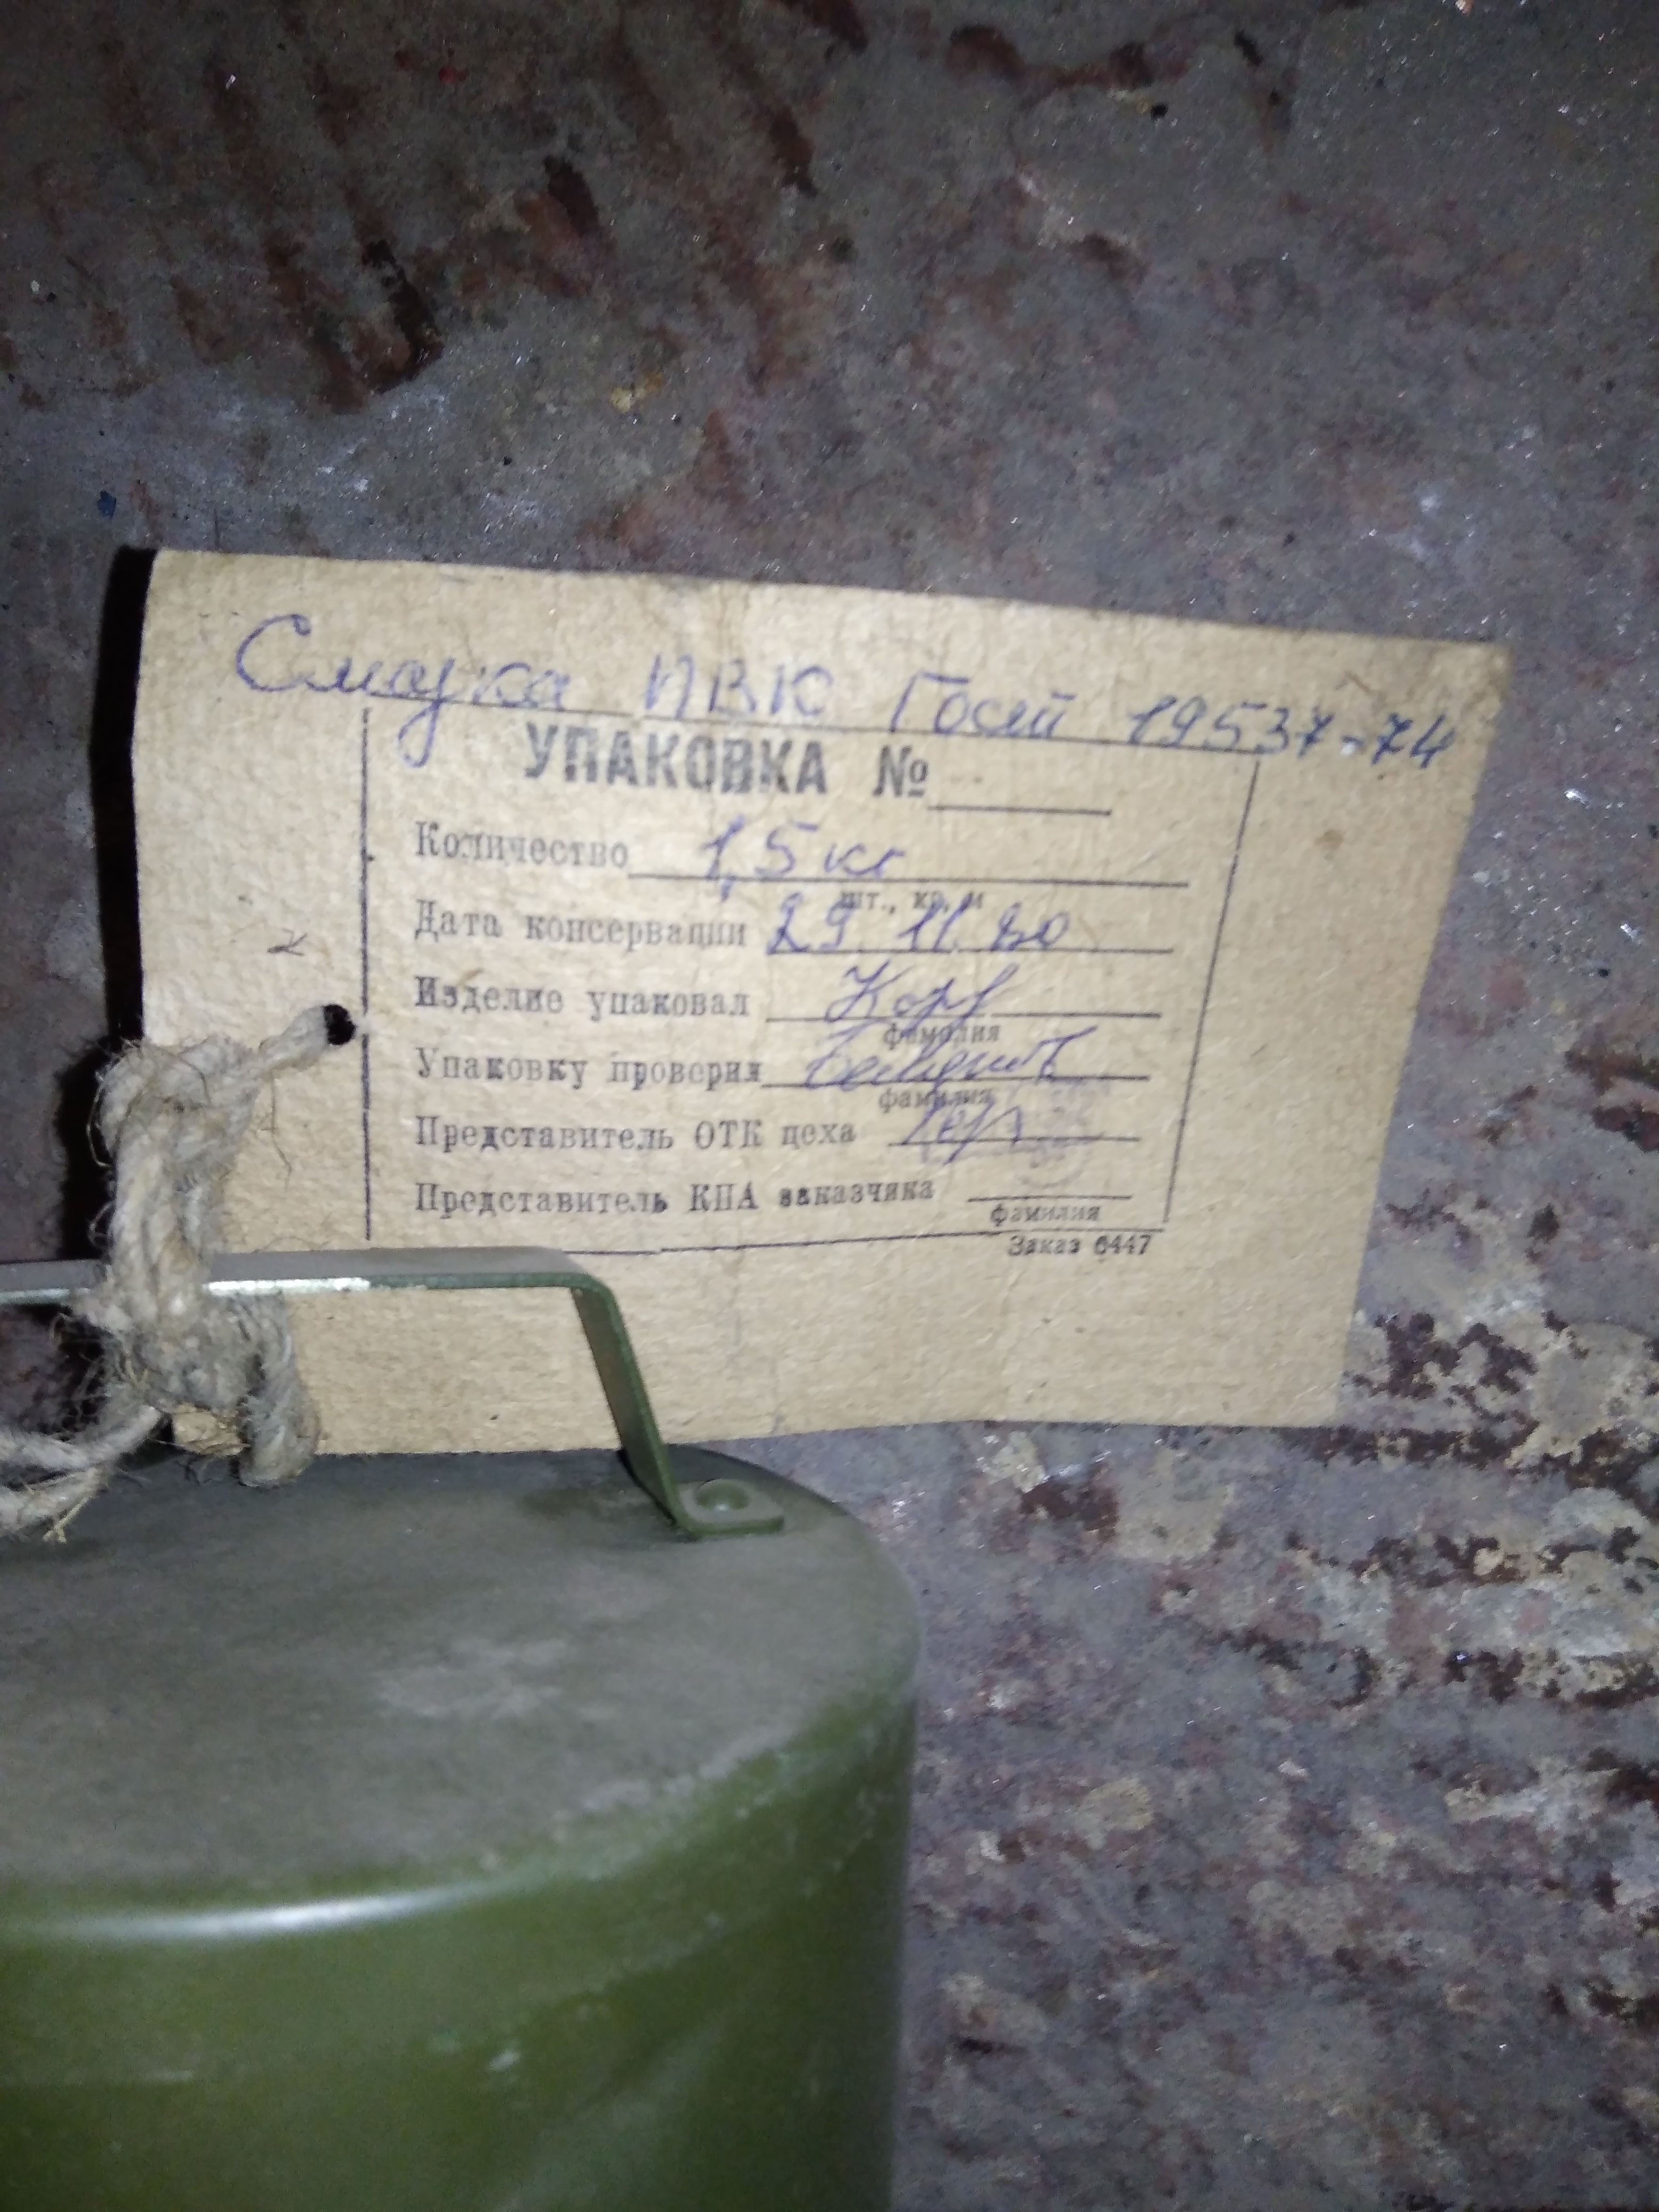 Смазка ПВК Гост 19537-74
УПАКОВКА №
Количество 1,5 кг
шт., кг, м
Дата консервации 29.11.80
Изделие упаковал
фамилия
Упаковку проверил
фамилия
Представитель ОТК цеха
Представитель КПА заказчика
фамилия
Заказ 6447